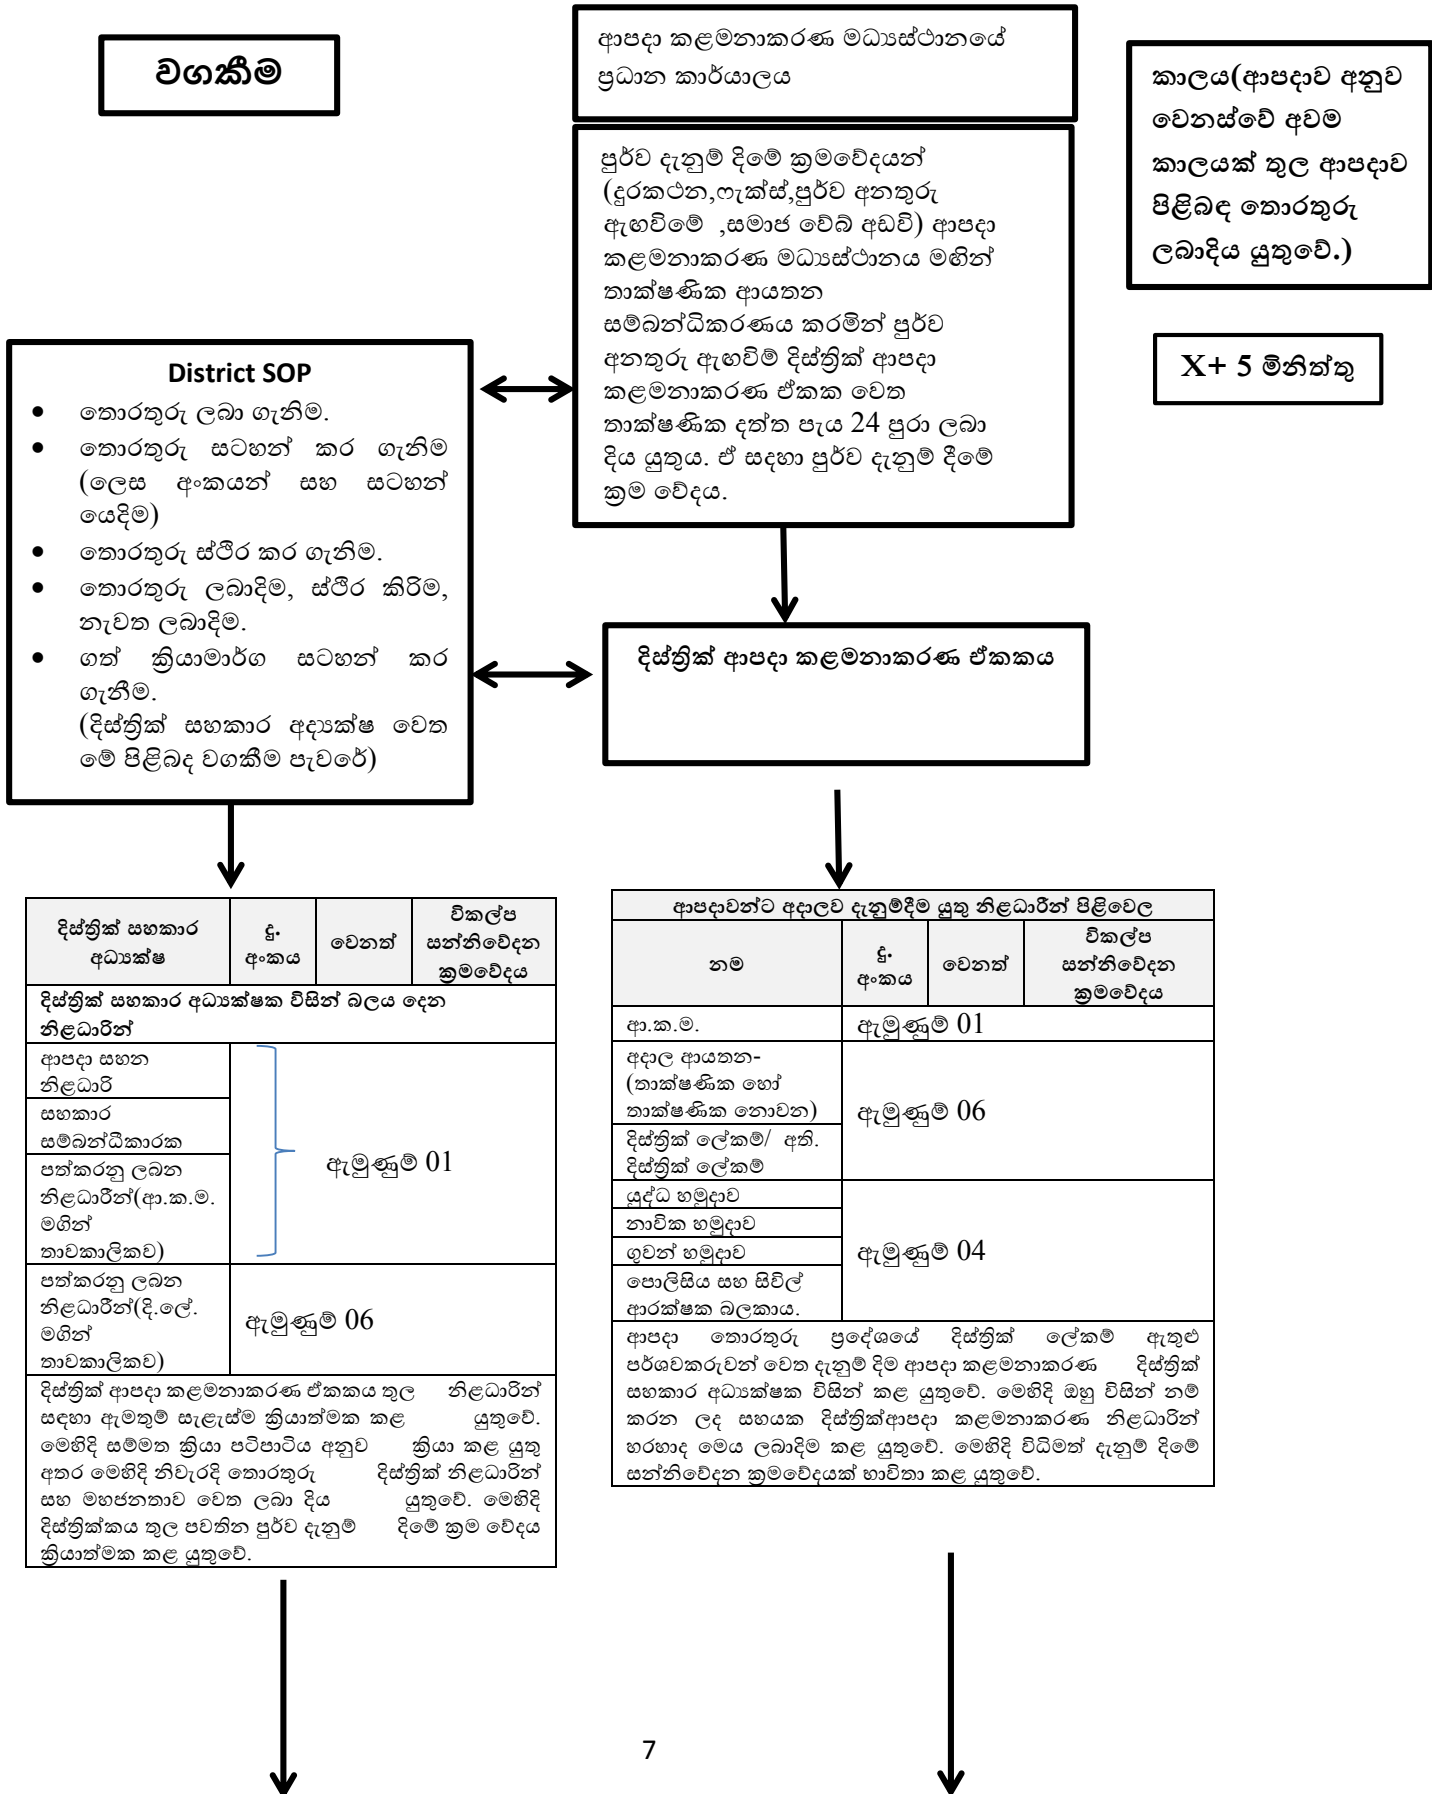 වගකීම
ආපදා කළමනාකරණ මධ්‍යස්ථානයේ
ප්‍රධාන කාර්යාලය
කාලය(ආපදාව අනුව
වෙනස්වේ අවම
කාලයක් තුල ආපදාව
පිළිබඳ තොරතුරු
ලබාදිය යුතුවේ.)
පුර්ව දැනුම් දිමේ ක්‍රමවේදයන්
(දුරකථන,ෆැක්ස්,පුර්ව අනතුරු
ඇඟවිමේ ,සමාජ වේබ් අඩවි) ආපදා
කළමනාකරණ මධ්‍යස්ථානය මඟින්
තාක්ෂණික ආයතන
සම්බන්ධිකරණය කරමින් පුර්ව
අනතුරු ඇඟවිම් දිස්ත්‍රික් ආපදා
කළමනාකරණ ඒකක වෙත
තාක්ෂණික දත්ත පැය 24 පුරා ලබා
දිය යුතුය. ඒ සදහා පුර්ව දැනුම් දීමේ
ක්‍රම වේදය.
X+ 5 මිනිත්තු
District SOP
• තොරතුරු ලබා ගැනිම.
• තොරතුරු සටහන් කර ගැනිම
(ලෙස අංකයන් සහ සටහන්
යෙදිම)
• තොරතුරු ස්ථිර කර ගැනිම.
• තොරතුරු ලබාදිම, ස්ථිර කිරිම,
නැවත ලබාදිම.
• ගත් ක්‍රියාමාර්ග සටහන් කර
ගැනීම.
(දිස්ත්‍රික් සහකාර අද්‍යක්ෂ වෙත
මේ පිළිබද වගකීම පැවරේ)
දිස්ත්‍රික් ආපදා කළමනාකරණ ඒකකය
දිස්ත්‍රික් සහකාර
අධ්‍යක්ෂ
දු.
අංකය
වෙනත්
විකල්ප
සන්නිවේදන
ක්‍රමවේදය
දිස්ත්‍රික් සහකාර අධ්‍යක්ෂක විසින් බලය දෙන
නිළධාරින්
ආපදා සහන
නිළධාරි
සහකාර
සම්බන්ධීකාරක
පත්කරනු ලබන
නිළධාරීන්(ආ.ක.ම.
මගින්
තාවකාලිකව)
ඇමුණුම් 01
පත්කරනු ලබන
නිළධාරීන්(දි.ලේ.
මගින්
තාවකාලිකව)
ඇමුණුම් 06
දිස්ත්‍රික් ආපදා කළමනාකරණ ඒකකය තුල නිළධාරින්
සඳහා ඇමතුම් සැළැස්ම ක්‍රියාත්මක කළ යුතුවේ.
මෙහිදි සම්මත ක්‍රියා පටිපාටිය අනුව ක්‍රියා කළ යුතු
අතර මෙහිදි නිවැරදි තොරතුරු දිස්ත්‍රික් නිළධාරින්
සහ මහජනතාව වෙත ලබා දිය යුතුවේ. මෙහිදි
දිස්ත්‍රික්කය තුල පවතින පුර්ව දැනුම් දිමේ ක්‍රම වේදය
ක්‍රියාත්මක කළ යුතුවේ.
ආපදාවන්ට අදාලව දැනුම්දීම යුතු නිළධාරීන් පිළිවෙල
නම
දු.
අංකය
වෙනත්
විකල්ප
සන්නිවේදන
ක්‍රමවේදය
ආ.ක.ම.
ඇමුණුම් 01
අදාල ආයතන-
(තාක්ෂණික හෝ
තාක්ෂණික නොවන)
දිස්ත්‍රික් ලේකම්/ අති.
දිස්ත්‍රික් ලේකම්
ඇමුණුම් 06
යුද්ධ හමුදාව
නාවික හමුදාව
ගුවන් හමුදාව
පොලිසිය සහ සිවිල්
ආරක්ෂක බලකාය.
ඇමුණුම් 04
ආපදා තොරතුරු ප්‍රදේශයේ දිස්ත්‍රික් ලේකම් ඇතුළු
පර්ශවකරුවන් වෙත දැනුම් දිම ආපදා කළමනාකරණ දිස්ත්‍රික්
සහකාර අධ්‍යක්ෂක විසින් කළ යුතුවේ. මෙහිදි ඔහු විසින් නම්
කරන ලද සහයක දිස්ත්‍රික්ආපදා කළමනාකරණ නිළධාරින්
හරහාද මෙය ලබාදිම කළ යුතුවේ. මෙහිදි විධිමත් දැනුම් දිමේ
සන්නිවේදන ක්‍රමවේදයක් භාවිතා කළ යුතුවේ.
7